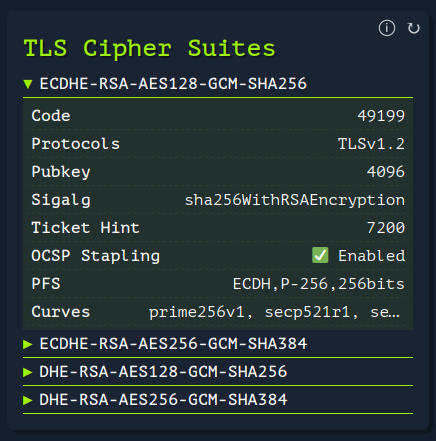 TLS Cipher Suites
▼ ECDHE-RSA-AES128-GCM-SHA256
Code 49199
Protocols TLSv1.2
Pubkey 4096
Sigalg sha256WithRSAEncryption
Ticket Hint 7200
OCSP Stapling ✅ Enabled
PFS ECDH,P-256,256bits
Curves prime256v1, secp521r1, se…
▶ ECDHE-RSA-AES256-GCM-SHA384
▶ DHE-RSA-AES128-GCM-SHA256
▶ DHE-RSA-AES256-GCM-SHA384